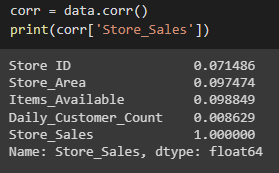 corr = data.corr()
print(corr['Store_Sales'])
Store ID 0.071486
Store_Area 0.097474
Items_Available 0.098849
Daily_Customer_Count 0.008629
Store_Sales 1.000000
Name: Store_Sales, dtype: float64